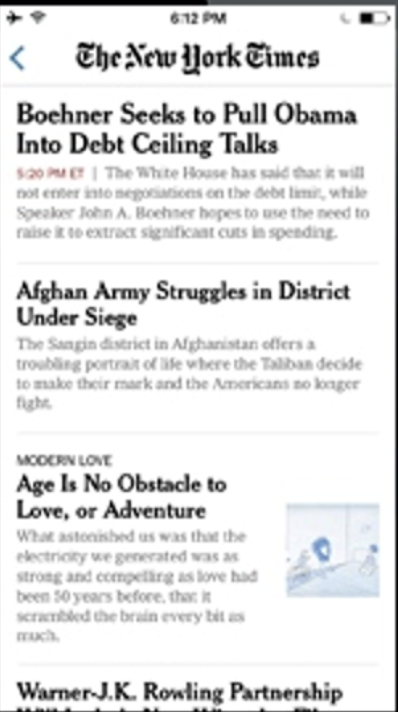 6:12 PM
The New York Times
Boehner Seeks to Pull Obama
Into Debt Ceiling Talks
5:20 PM ET | The White House has said that it will
not enter into negotiations on the debt limit, while
Speaker John A. Boehner hopes to use the need to
raise it to extract significant cuts in spending.
Afghan Army Struggles in District
Under Siege
The Sangin district in Afghanistan offers a
troubling portrait of life where the Taliban decide
to make their mark and the Americans no longer
fight.
MODERN LOVE
Age Is No Obstacle to
Love, or Adventure
What astonished us was that the
electricity we generated was as
strong and compelling as love had
been 50 years before, that it
scrambled the brain every bit as
much.
Warner-J.K. Rowling Partnership